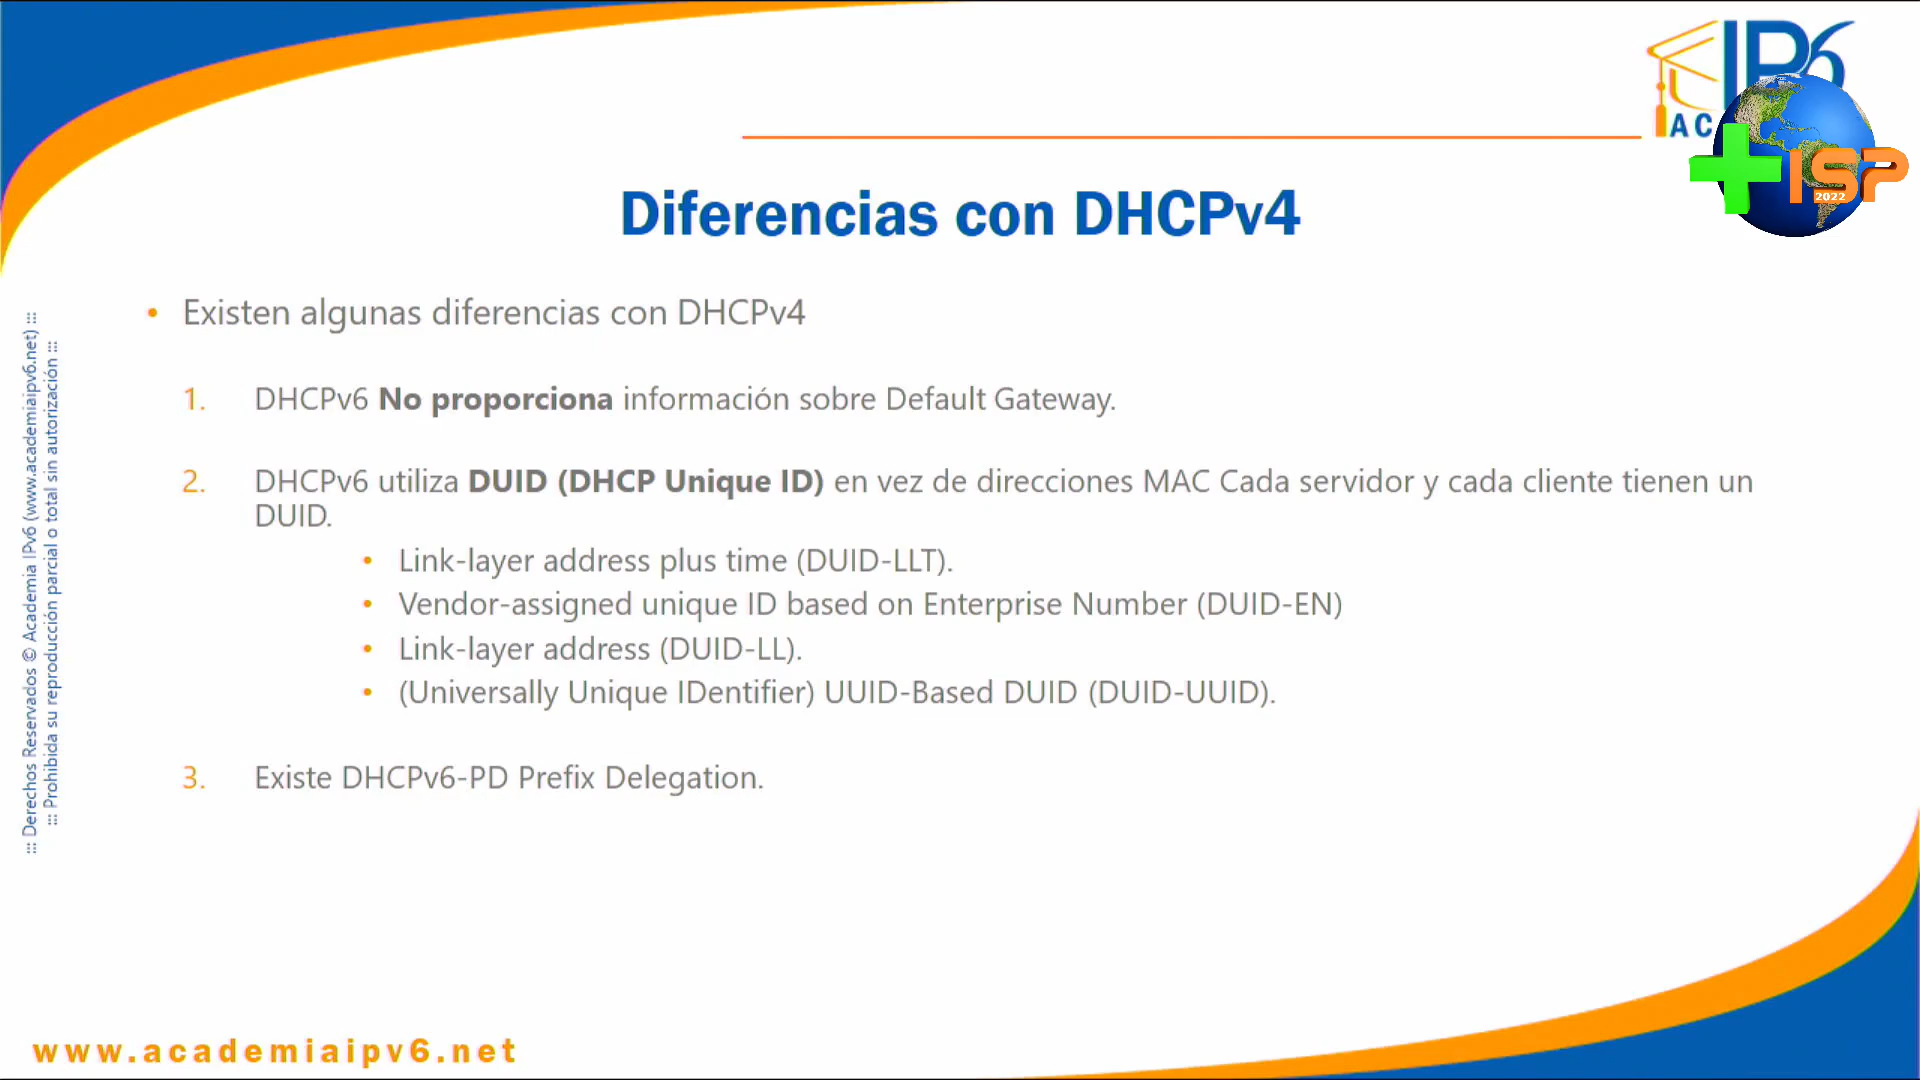 IP6
AC
ISP
2022
Diferencias con DHCPv4
• Existen algunas diferencias con DHCPv4
1. DHCPv6 No proporciona información sobre Default Gateway.
2. DHCPv6 utiliza DUID (DHCP Unique ID) en vez de direcciones MAC Cada servidor y cada cliente tienen un
DUID.
• Link-layer address plus time (DUID-LLT).
• Vendor-assigned unique ID based on Enterprise Number (DUID-EN)
• Link-layer address (DUID-LL).
• (Universally Unique IDentifier) UUID-Based DUID (DUID-UUID).
3. Existe DHCPv6-PD Prefix Delegation.
::: Derechos Reservados © Academia IPv6 (www.academiaipv6.net) :::
::: Prohibida su reproducción parcial o total sin autorización :::
www.academiaipv6.net